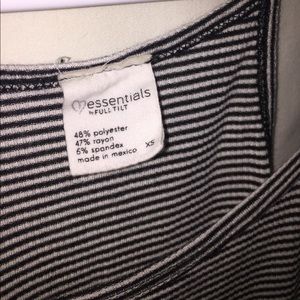 essentials
by FULL TILT
48% polyester
47% rayon
6% spandex
made in mexico
XS